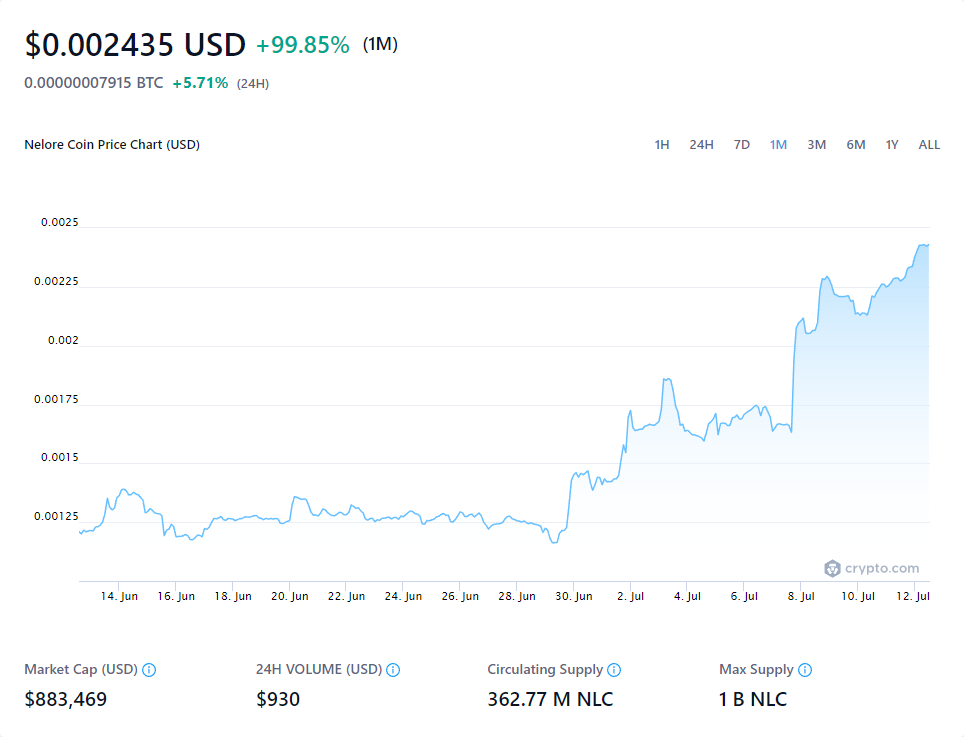 $0.002435 USD +99.85% (1M)
0.00000007915 BTC +5.71% (24H)
Nelore Coin Price Chart (USD) 1H 24H 7D 1M 3M 6M 1Y ALL
0.0025
0.00225
0.002
0.00175
0.0015
0.00125
crypto.com
14. Jun 16. Jun 18. Jun 20. Jun 22. Jun 24. Jun 26. Jun 28. Jun 30. Jun 2. Jul 4. Jul 6. Jul 8. Jul 10. Jul 12. Jul
Market Cap (USD) 24H VOLUME (USD) Circulating Supply Max Supply
$883,469 $930 362.77 M NLC 1 B NLC